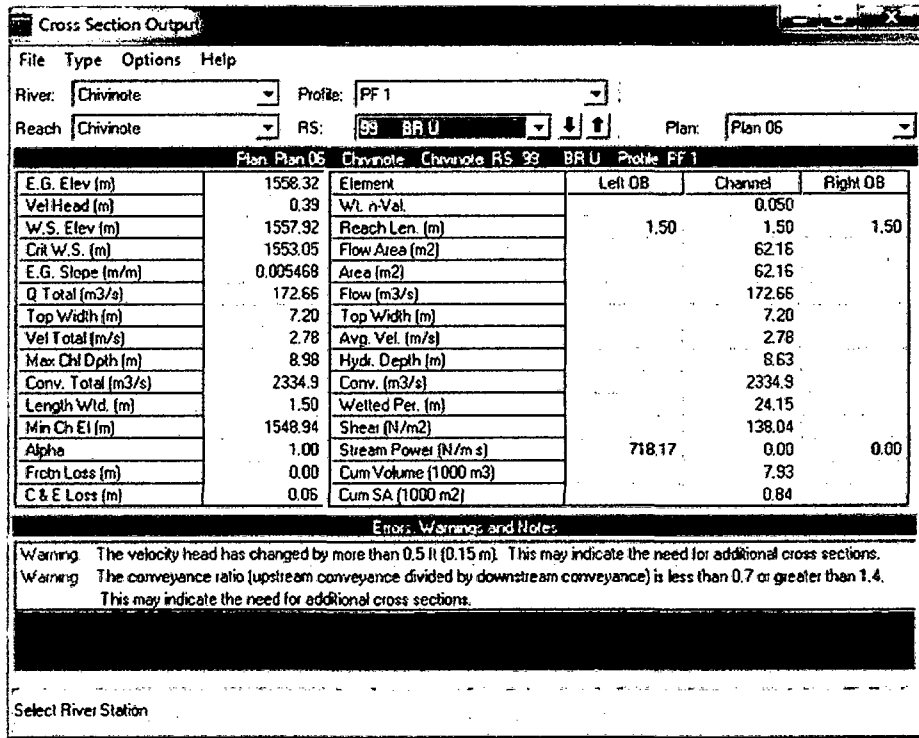 Cross Section Output
File Type Options Help
River: Chivinote Profile: PF 1
Reach Chivinote RS: 99 BR U Plan: Plan 06
Plan: Plan 06 Chivinote Chivinote RS: 99 BR U Profile: PF 1
E.G. Elev (m) 1558.32 Element Left OB Channel Right OB
Vel Head (m) 0.39 Wt. n-Val. 0.050
W.S. Elev (m) 1557.92 Reach Len. (m) 1.50 1.50 1.50
Crit W.S. (m) 1553.05 Flow Area (m2) 62.16
E.G. Slope (m/m) 0.005468 Area (m2) 62.16
Q Total (m3/s) 172.66 Flow (m3/s) 172.66
Top Width (m) 7.20 Top Width (m) 7.20
Vel Total (m/s) 2.78 Avg. Vel. (m/s) 2.78
Max Chl Dpth (m) 8.98 Hydr. Depth (m) 8.63
Conv. Total (m3/s) 2334.9 Conv. (m3/s) 2334.9
Length Wtd. (m) 1.50 Wetted Per. (m) 24.15
Min Ch El (m) 1548.94 Shear (N/m2) 138.04
Alpha 1.00 Stream Power (N/m s) 718.17 0.00 0.00
Frctn Loss (m) 0.00 Cum Volume (1000 m3) 7.93
C & E Loss (m) 0.06 Cum SA (1000 m2) 0.84
Errors, Warnings and Notes
Warning The velocity head has changed by more than 0.5 ft (0.15 m). This may indicate the need for additional cross sections.
Warning The conveyance ratio (upstream conveyance divided by downstream conveyance) is less than 0.7 or greater than 1.4.
This may indicate the need for additional cross sections.
Select River Station